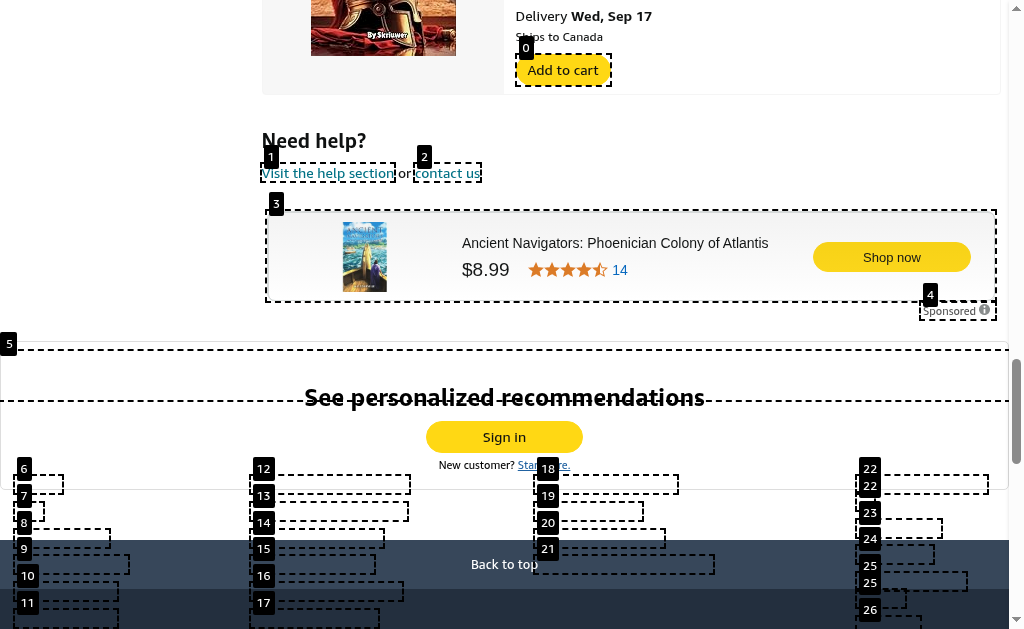 By Skriuwer
Delivery Wed, Sep 17
Ships to Canada
0
Add to cart
Need help?
1
2
Visit the help section or contact us
3
Ancient Navigators: Phoenician Colony of Atlantis
$8.99 14
Shop now
4
Sponsored
5
See personalized recommendations
Sign in
New customer?
6 12 18 22
7 13 19 22
8 14 20 23
9 15 21 24
Back to top
10 16 25
25
11 17 26